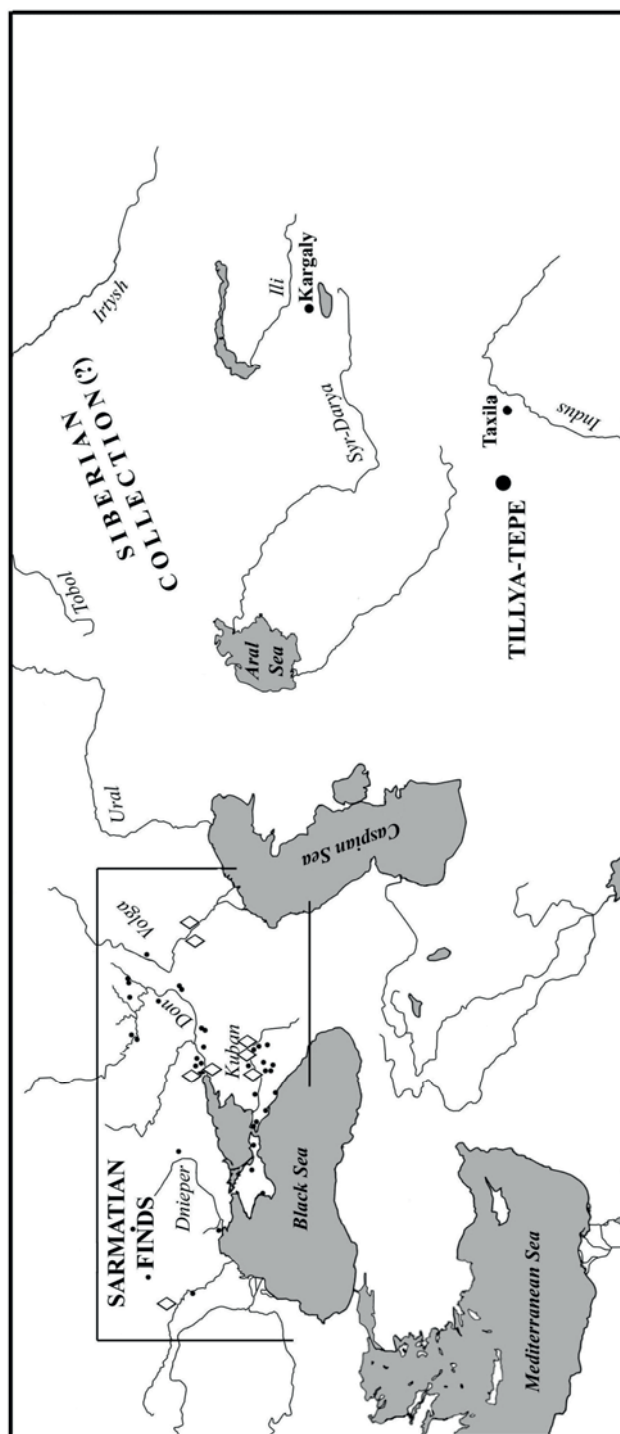 SARMATIAN
FINDS
Dnieper
Don
Volga
Kuban
Ural
Tobol
Irtysh
SIBERIAN
COLLECTION(?)
Black Sea
Caspian Sea
Aral
Sea
Syr-Darya
Ili
Kargaly
Mediterranean Sea
TILLYA-TEPE
Taxila
Indus